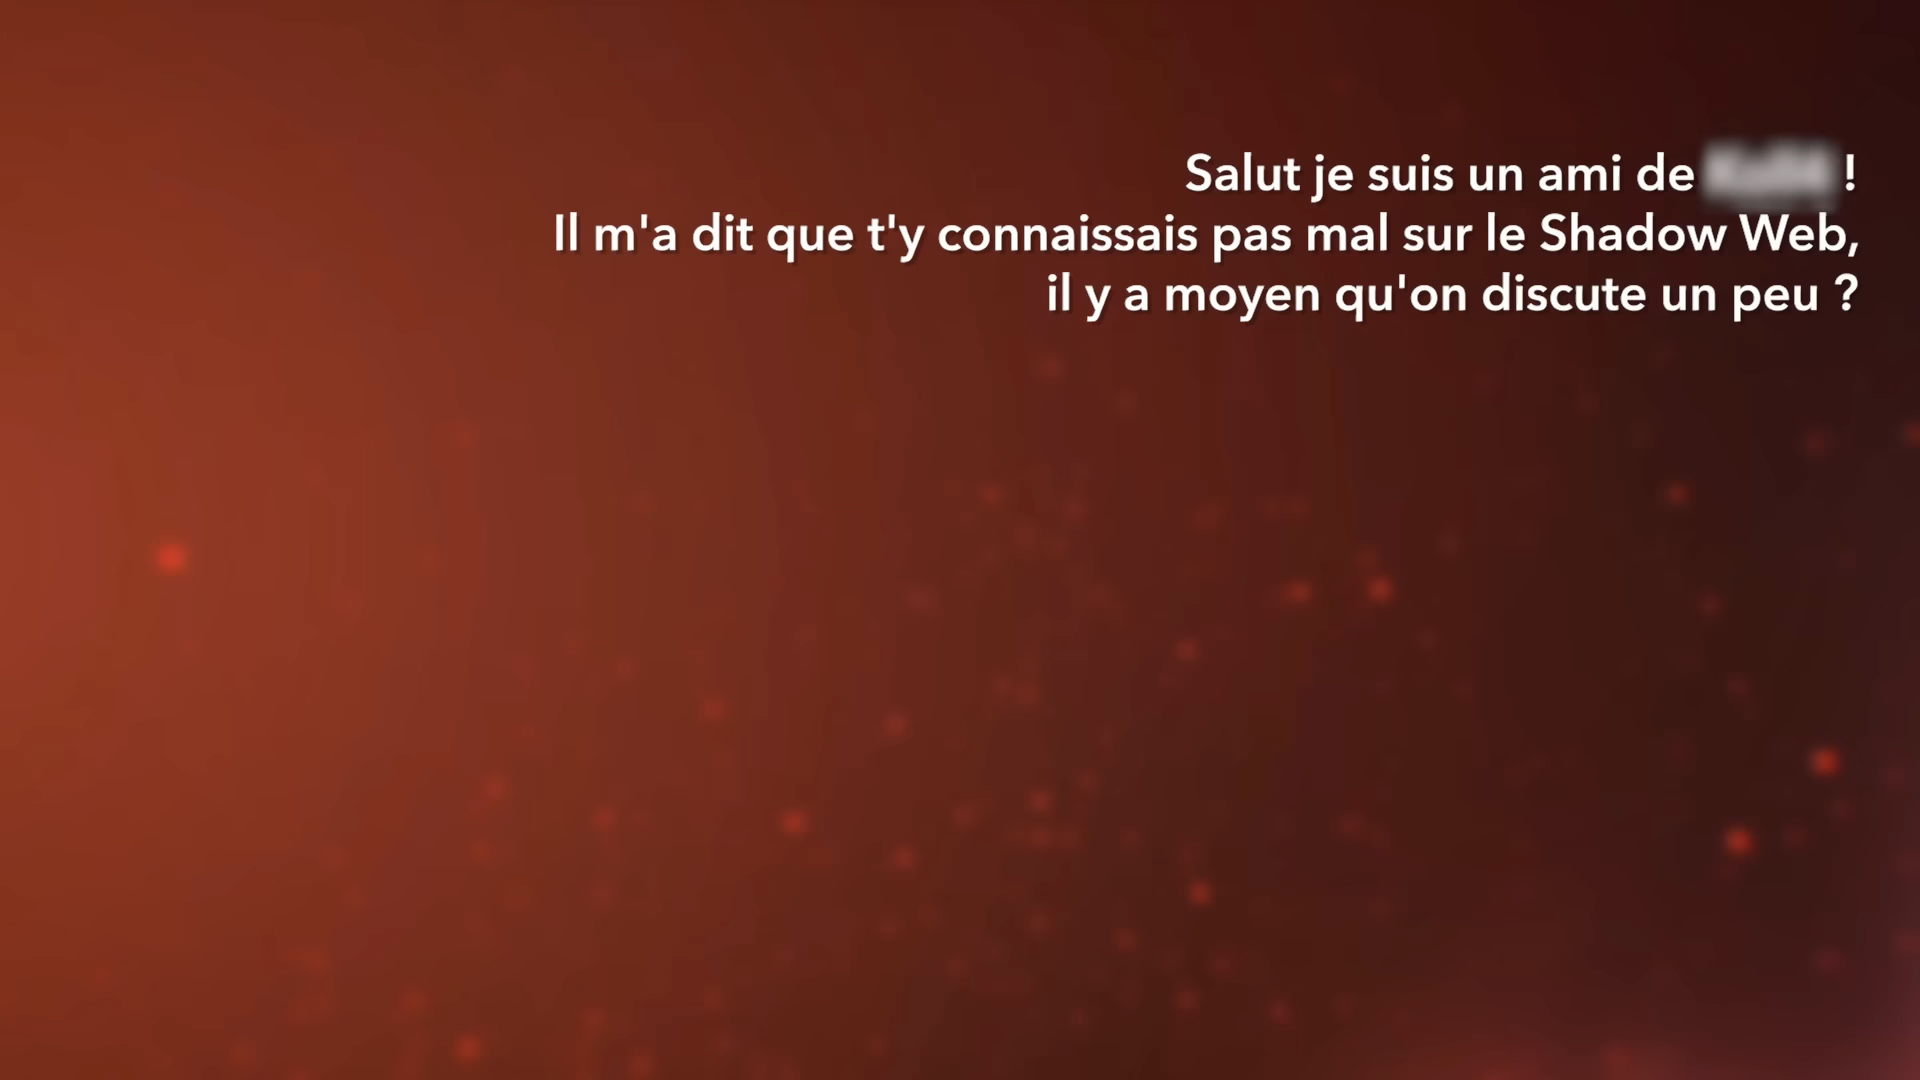 Salut je suis un ami de !
Il m'a dit que t'y connaissais pas mal sur le Shadow Web,
il y a moyen qu'on discute un peu ?